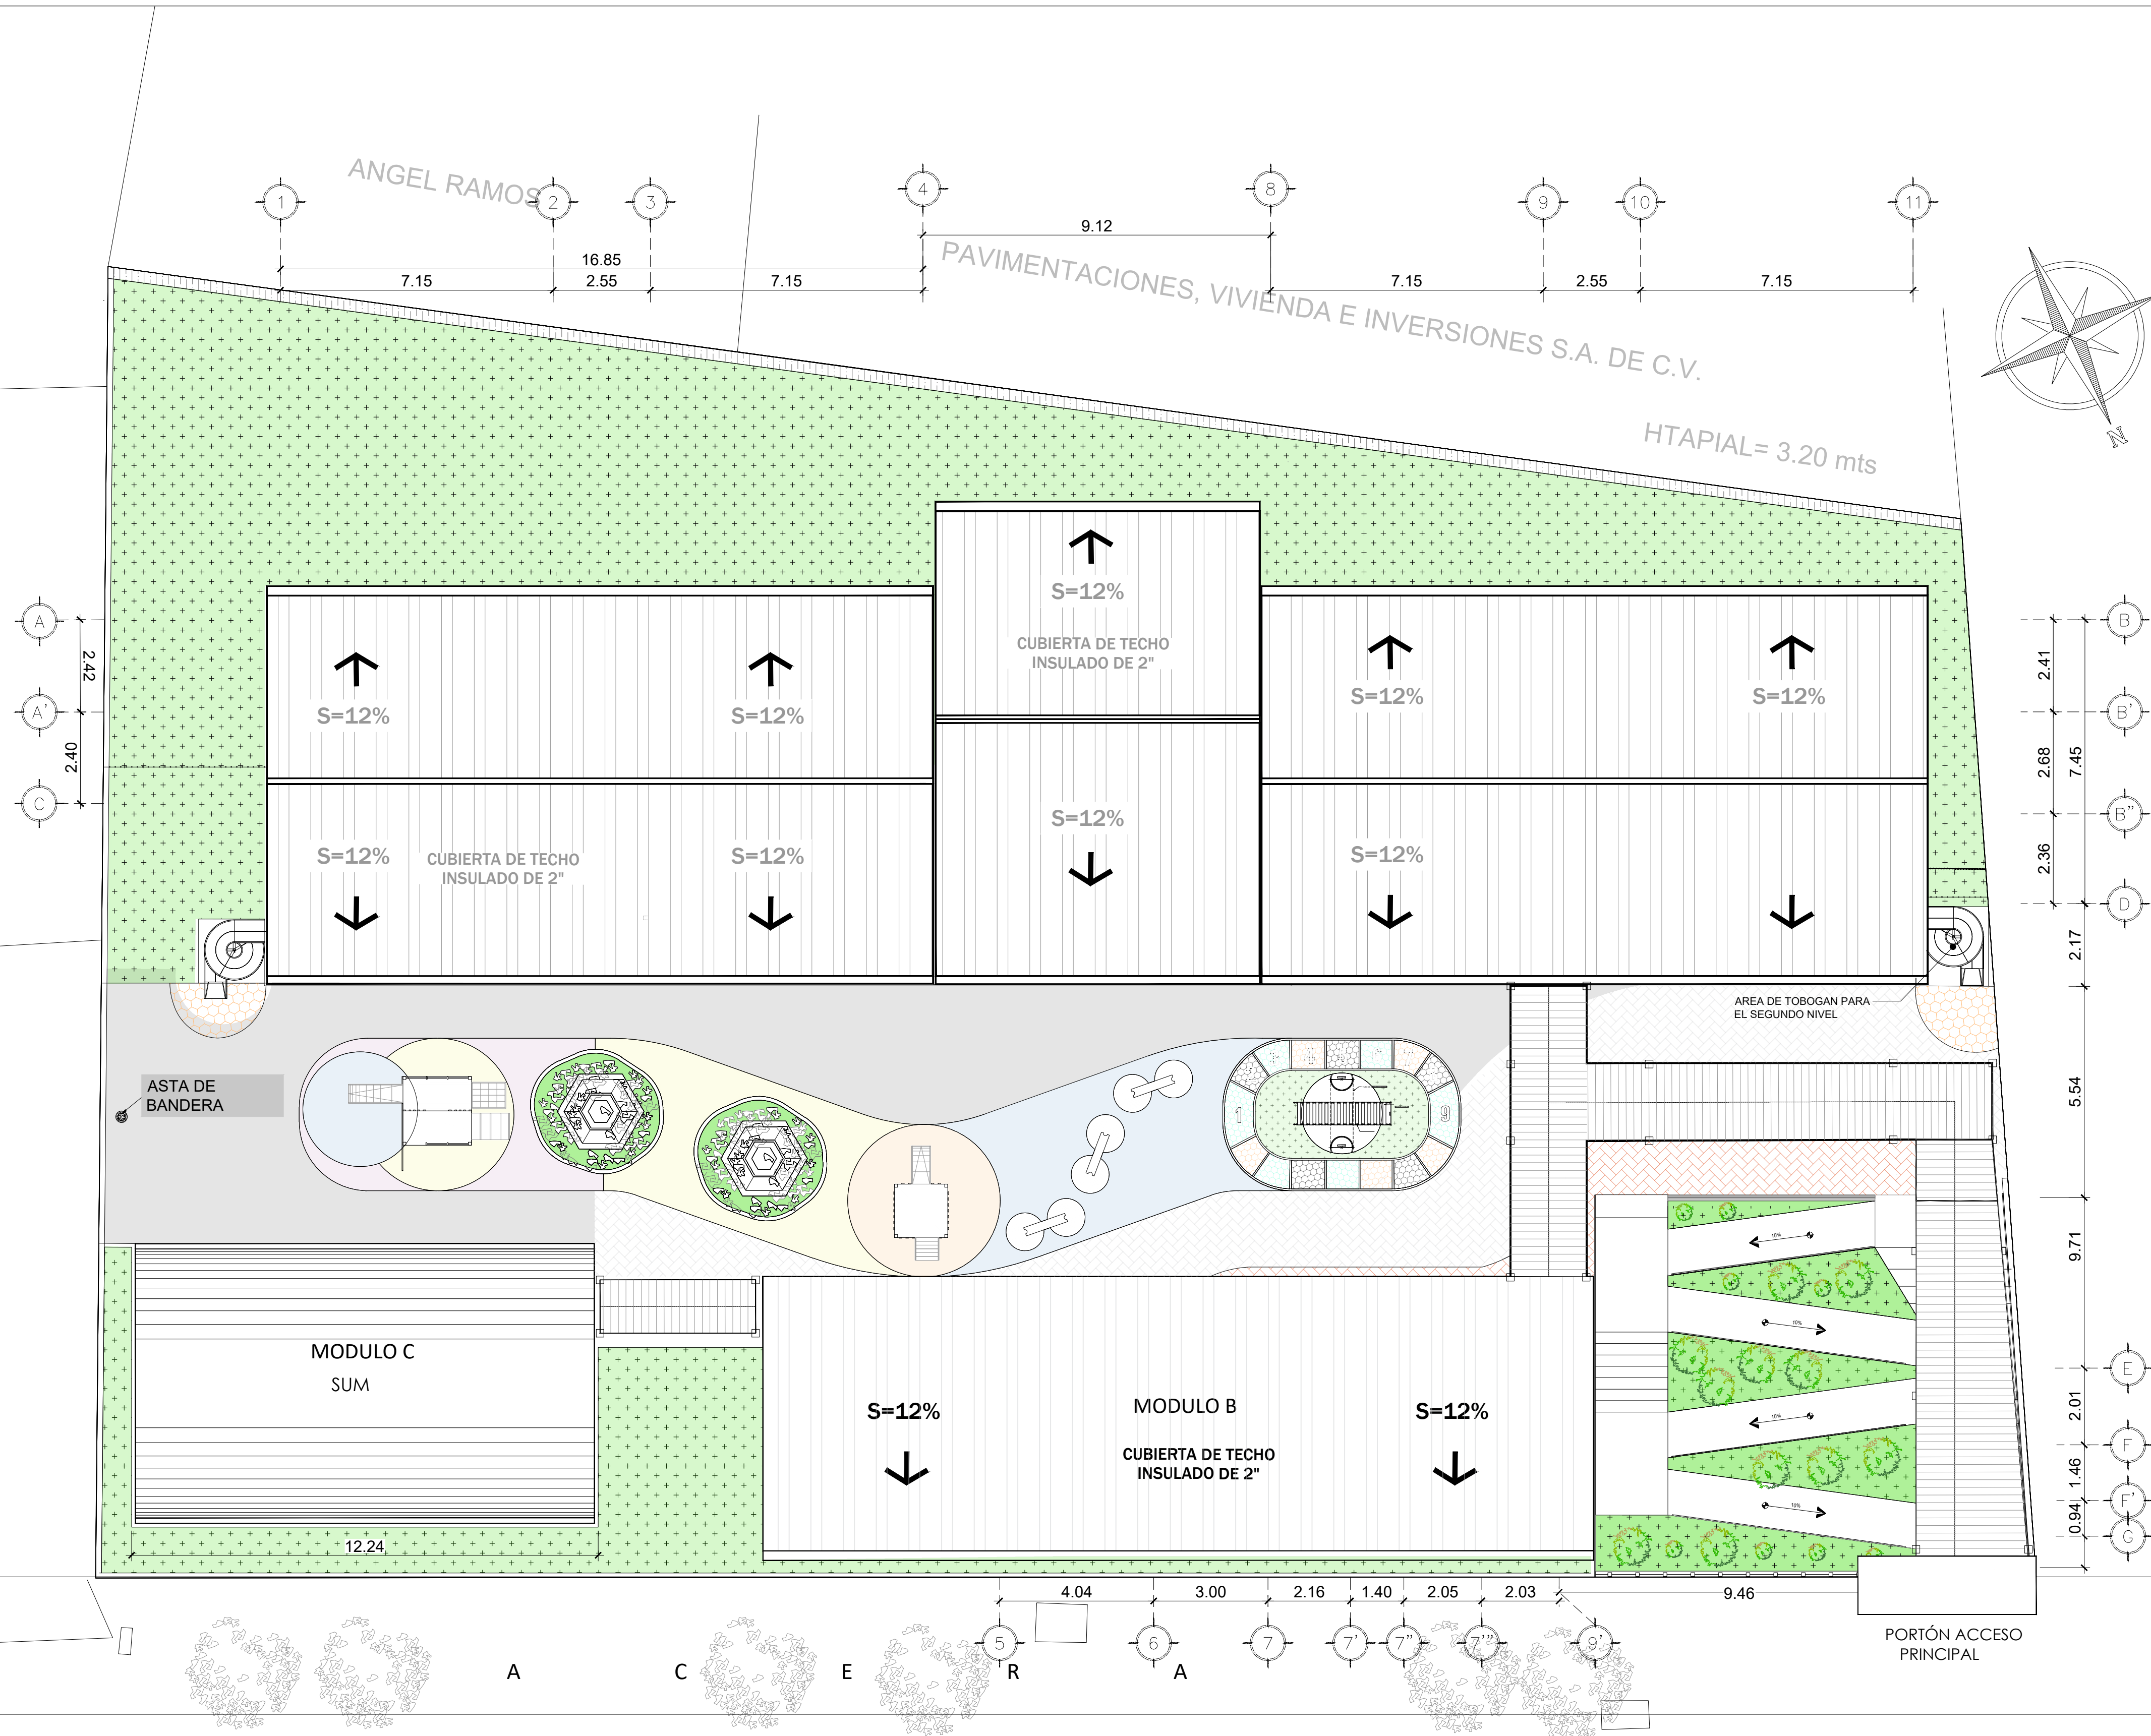 ANGEL RAMOS
1
2
3
4
8
9
10
11
9.12
16.85
7.15
2.55
7.15
7.15
2.55
7.15
PAVIMENTACIONES, VIVIENDA E INVERSIONES S.A. DE C.V.
HTAPIAL= 3.20 mts
N
S=12%
CUBIERTA DE TECHO
INSULADO DE 2"
A
2.42
A'
2.40
C
S=12%
S=12%
S=12%
S=12%
B
2.41
B'
2.68
7.45
B"
2.36
D
2.17
S=12%
S=12%
CUBIERTA DE TECHO
INSULADO DE 2"
S=12%
S=12%
AREA DE TOBOGAN PARA
EL SEGUNDO NIVEL
ASTA DE
BANDERA
1
9
5.54
9.71
10%
10%
10%
10%
MODULO C
SUM
12.24
S=12%
MODULO B
S=12%
CUBIERTA DE TECHO
INSULADO DE 2"
E
2.01
F
1.46
F'
0.94
G
4.04
3.00
2.16
1.40
2.05
2.03
9.46
5
6
7
7'
7"
7'"
9'
PORTÓN ACCESO
PRINCIPAL
A C E R A